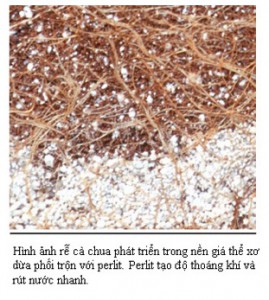 Hình ảnh rễ cà chua phát triển trong nền giá thể xơ
dừa phối trộn với perlit. Perlit tạo độ thoáng khí và
rút nước nhanh.